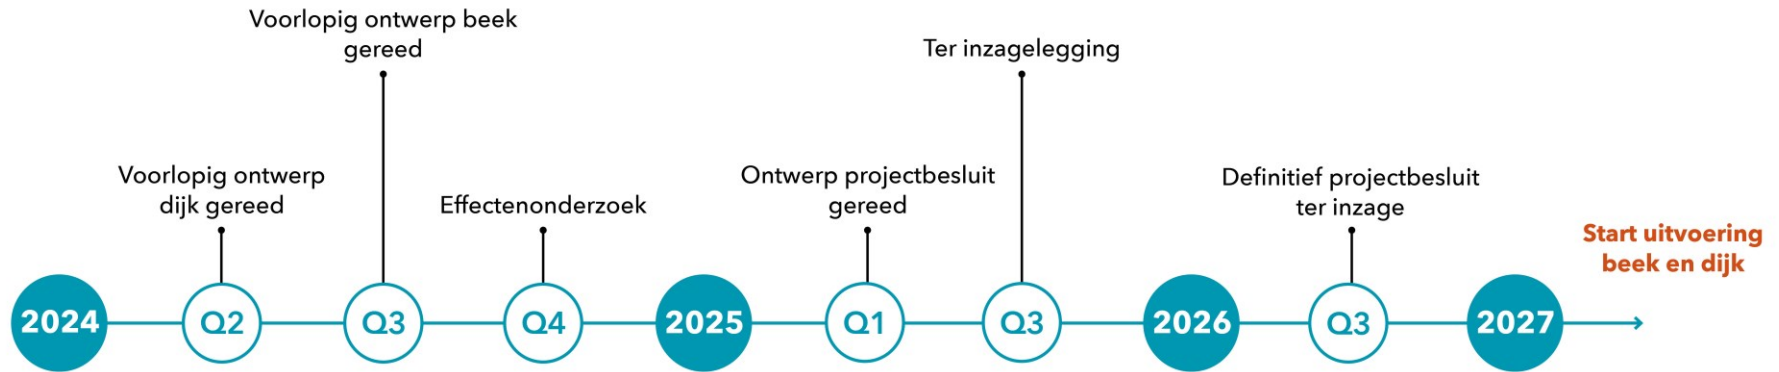 Voorlopig ontwerp beek
gereed
Ter inzagelegging
Voorlopig ontwerp
dijk gereed
Effectenonderzoek
Ontwerp projectbesluit
gereed
Definitief projectbesluit
ter inzage
Start uitvoering
beek en dijk
2024 Q2 Q3 Q4 2025 Q1 Q3 2026 Q3 2027